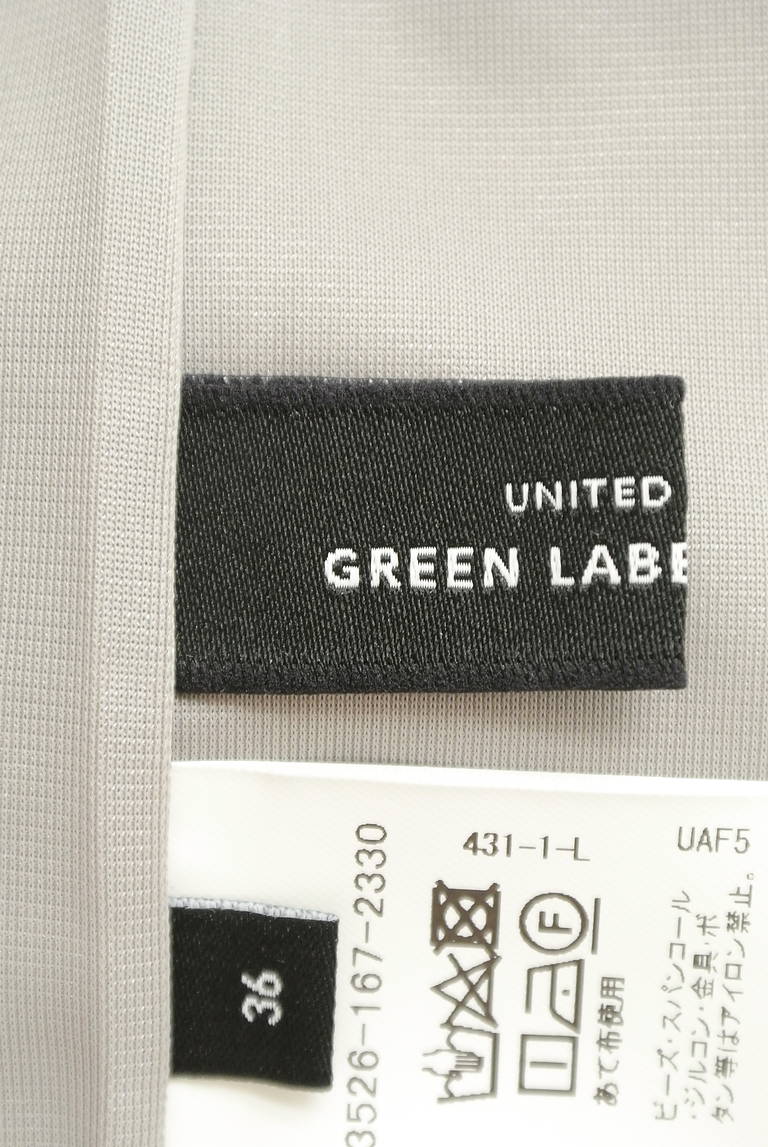 UNITED
GREEN LABE
36
3526-167-2330
431-1-L
UAF5
F
あて布使用
ビーズ・スパンコール
・シルコン・金具・ボ
タン等はアイロン禁止。